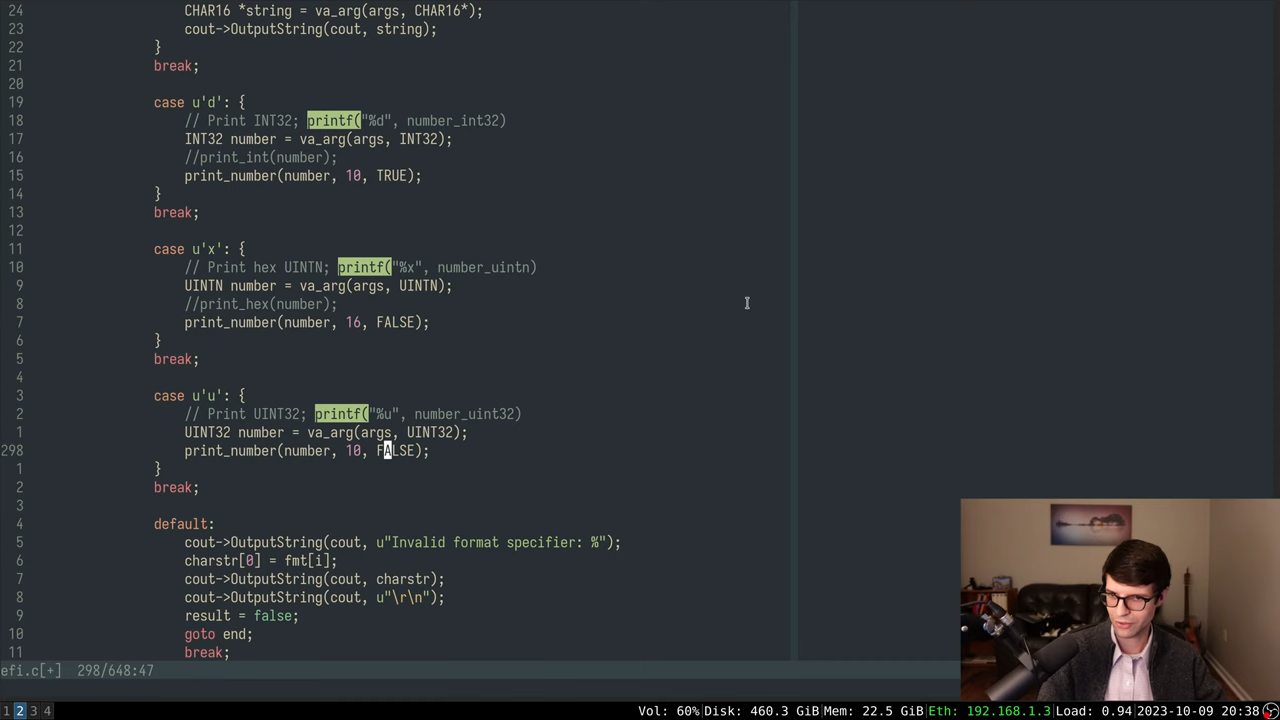 24 CHAR16 *string = va_arg(args, CHAR16*);
23 cout->OutputString(cout, string);
22 }
21 break;
20
19 case u'd': {
18 // Print INT32; printf("%d", number_int32)
17 INT32 number = va_arg(args, INT32);
16 //print_int(number);
15 print_number(number, 10, TRUE);
14 }
13 break;
12
11 case u'x': {
10 // Print hex UINTN; printf("%x", number_uintn)
9 UINTN number = va_arg(args, UINTN);
8 //print_hex(number);
7 print_number(number, 16, FALSE);
6 }
5 break;
4
3 case u'u': {
2 // Print UINT32; printf("%u", number_uint32)
1 UINT32 number = va_arg(args, UINT32);
298 print_number(number, 10, FALSE);
1 }
2 break;
3
4 default:
5 cout->OutputString(cout, u"Invalid format specifier: %");
6 charstr[0] = fmt[i];
7 cout->OutputString(cout, charstr);
8 cout->OutputString(cout, u"\r\n");
9 result = false;
10 goto end;
11 break;
efi.c[+] 298/648:47
1 2 3 4 Vol: 60% Disk: 460.3 GiB Mem: 22.5 GiB Eth: 192.168.1.3 Load: 0.94 2023-10-09 20:38